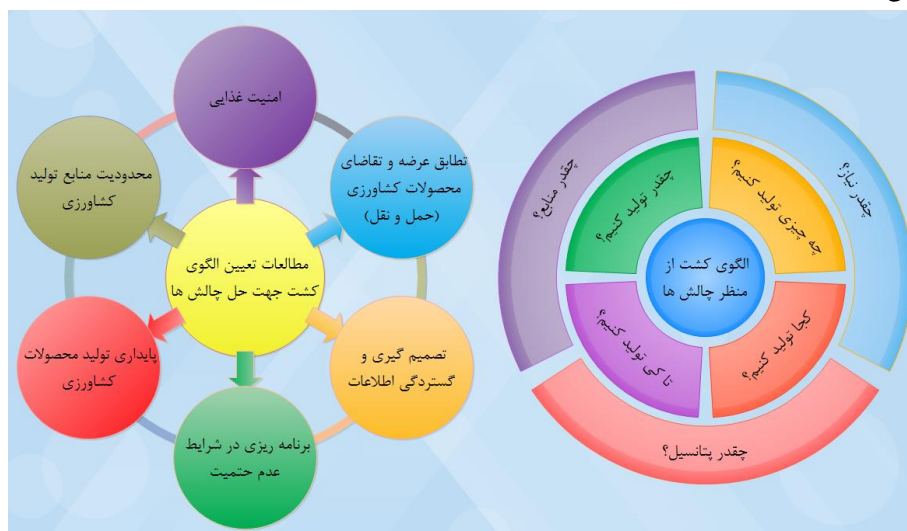 امنیت غذایی
تطابق عرضه و تقاضای
محصولات کشاورزی
(حمل و نقل)
تصمیم گیری و
گستردگی اطلاعات
برنامه ریزی در شرایط
عدم حتمیت
پایداری تولید محصولات
کشاورزی
محدودیت منابع تولید
کشاورزی
مطالعات تعیین الگوی
کشت جهت حل چالش ها
چقدر نیاز؟
چقدر پتانسیل؟
چقدر منابع؟
چه چیزی تولید کنیم؟
کجا تولید کنیم؟
تا کی تولید کنیم؟
چقدر تولید کنیم؟
الگوی کشت از
منظر چالش ها